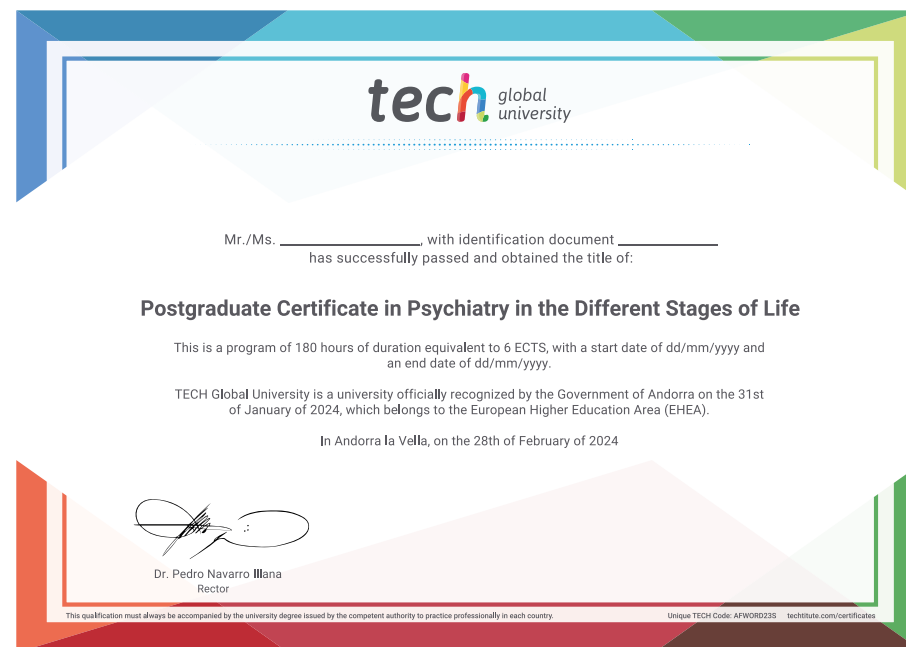 tech global
university
Mr./Ms. ____________________, with identification document ______________
has successfully passed and obtained the title of:
Postgraduate Certificate in Psychiatry in the Different Stages of Life
This is a program of 180 hours of duration equivalent to 6 ECTS, with a start date of dd/mm/yyyy and
an end date of dd/mm/yyyy.
TECH Global University is a university officially recognized by the Government of Andorra on the 31st
of January of 2024, which belongs to the European Higher Education Area (EHEA).
In Andorra la Vella, on the 28th of February of 2024
Dr. Pedro Navarro Illana
Rector
This qualification must always be accompanied by the university degree issued by the competent authority to practice professionally in each country.
Unique TECH Code: AFWORD23S techtitute.com/certificates